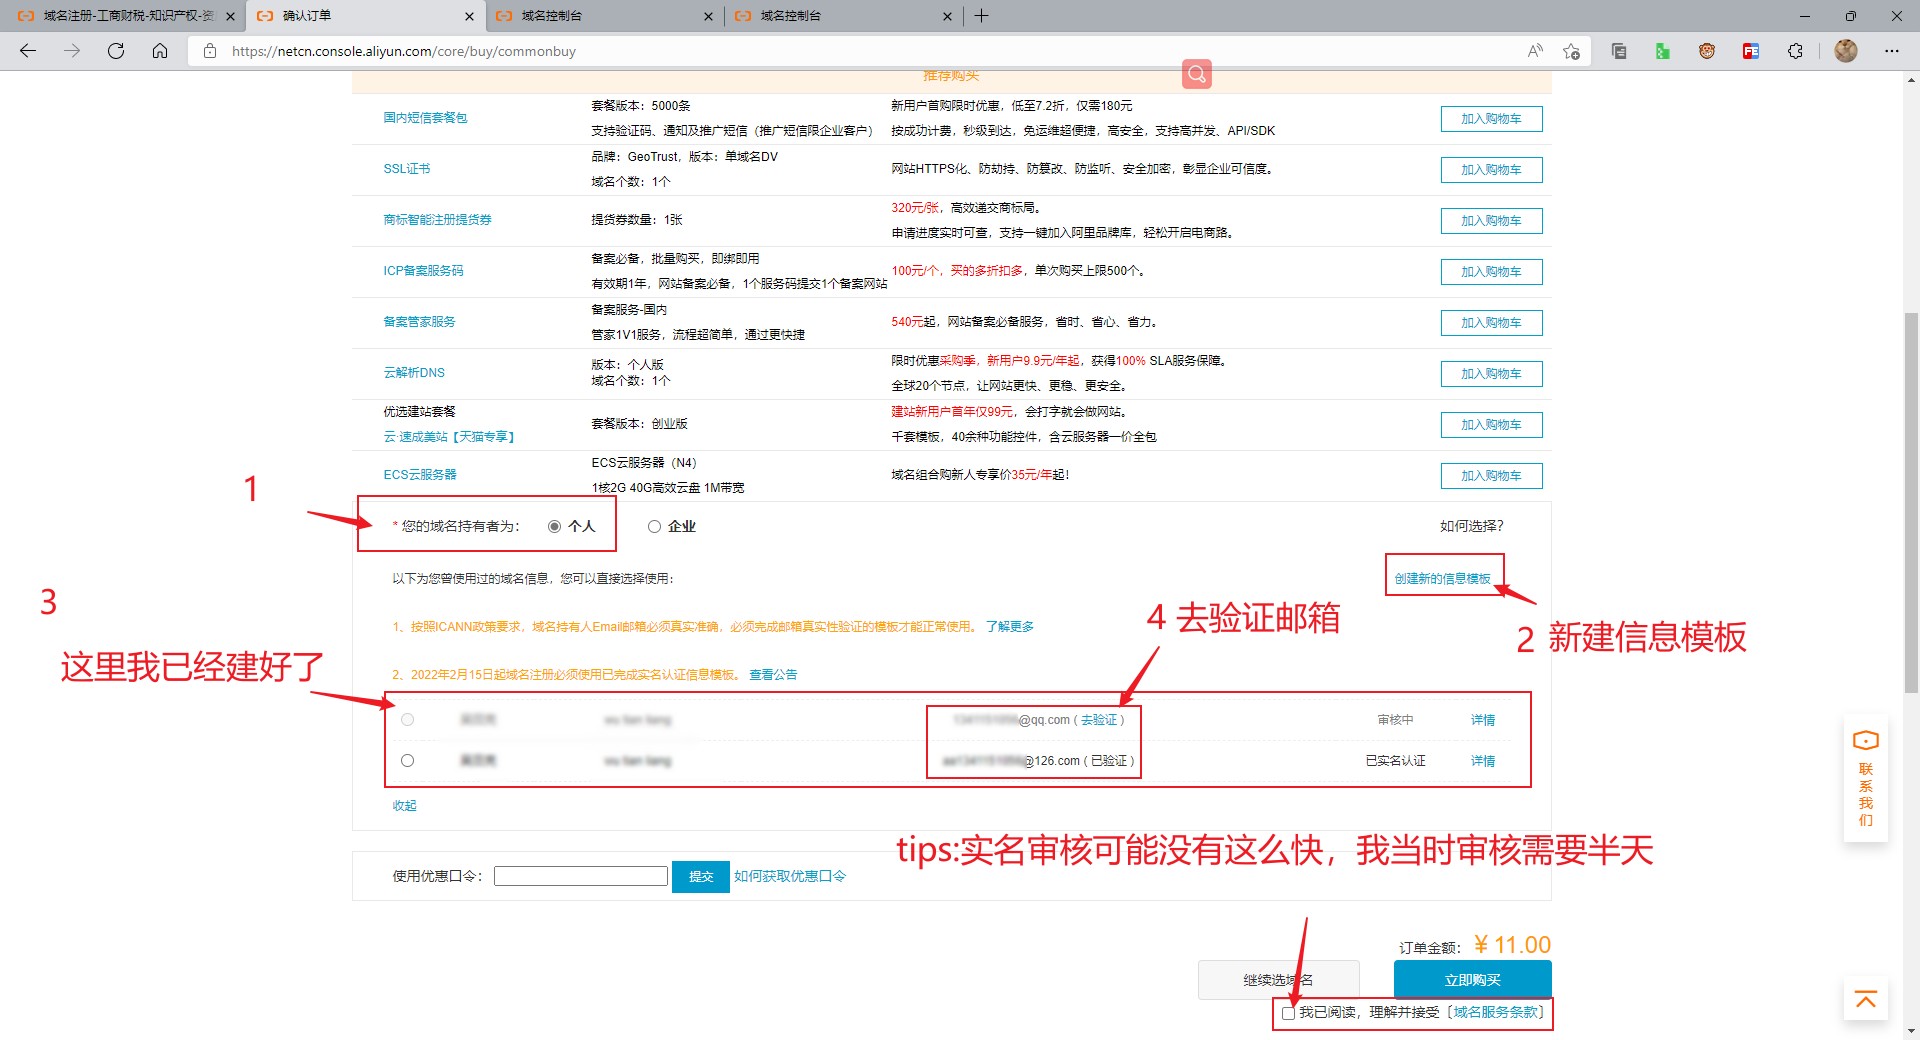 域名注册-工商财税-知识产权-资
确认订单
域名控制台
域名控制台
https://netcn.console.aliyun.com/core/buy/commonbuy
推荐购买
国内短信套餐包
套餐版本：5000条
支持验证码、通知及推广短信（推广短信限企业客户）
新用户首购限时优惠，低至7.2折，仅需180元
按成功计费，秒级到达，免运维超便捷，高安全，支持高并发、API/SDK
加入购物车
SSL证书
品牌：GeoTrust，版本：单域名DV
域名个数：1个
网站HTTPS化、防劫持、防篡改、防监听、安全加密，彰显企业可信度。
加入购物车
商标智能注册提货券
提货券数量：1张
320元/张，高效递交商标局。
申请进度实时可查，支持一键加入阿里品牌库，轻松开启电商路。
加入购物车
ICP备案服务码
备案必备，批量购买，即绑即用
有效期1年，网站备案必备，1个服务码提交1个备案网站
100元/个，买的多折扣多，单次购买上限500个。
加入购物车
备案管家服务
备案服务-国内
管家1V1服务，流程超简单，通过更快捷
540元起，网站备案必备服务，省时、省心、省力。
加入购物车
云解析DNS
版本：个人版
域名个数：1个
限时优惠采购季，新用户9.9元/年起，获得100% SLA服务保障。
全球20个节点，让网站更快、更稳、更安全。
加入购物车
优选建站套餐
云·速成美站【天猫专享】
套餐版本：创业版
建站新用户首年仅99元，会打字就会做网站。
千套模板，40余种功能控件，含云服务器一价全包
加入购物车
ECS云服务器
ECS云服务器（N4）
1核2G 40G高效云盘 1M带宽
域名组合购新人专享价35元/年起！
加入购物车
1
* 您的域名持有者为： 个人 企业
如何选择?
以下为您曾使用过的域名信息，您可以直接选择使用：
创建新的信息模板
3
4 去验证邮箱
1、按照ICANN政策要求，域名持有人Email邮箱必须真实准确，必须完成邮箱真实性验证的模板才能正常使用。 了解更多
2 新建信息模板
这里我已经建好了
2、2022年2月15日起域名注册必须使用已完成实名认证信息模板。 查看公告
@qq.com ( 去验证 ) 审核中 详情
@126.com ( 已验证 ) 已实名认证 详情
收起
联系我们
tips:实名审核可能没有这么快，我当时审核需要半天
使用优惠口令： 提交 如何获取优惠口令
订单金额： ¥ 11.00
继续选域名 立即购买
我已阅读，理解并接受〔域名服务条款〕